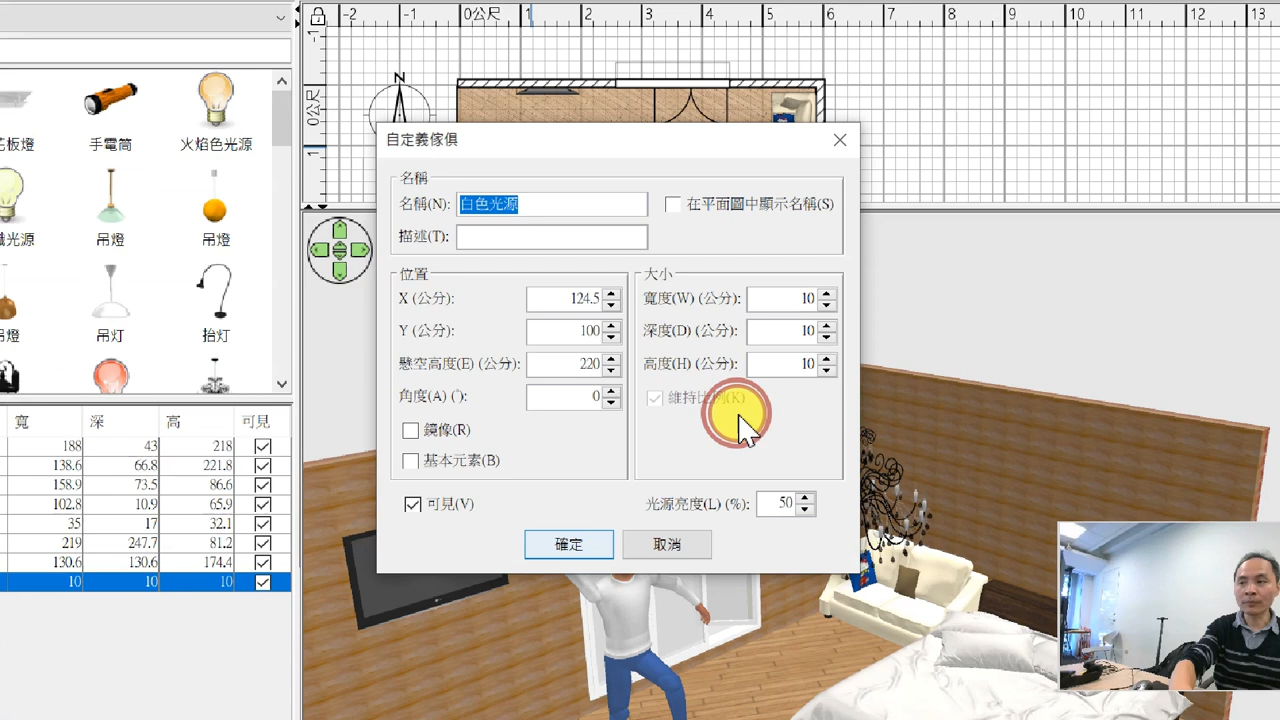 -2 -1 0公尺 1 2 3 4 5 6 7 8 9 10 11 12 13
-1
0公尺
1
N
手電筒
火焰色光源
吊燈
吊燈
吊灯
抬灯
自定義傢俱
名稱
名稱(N): 白色光源
在平面圖中顯示名稱(S)
描述(T):
位置
大小
X (公分): 124.5
寬度(W) (公分): 10
Y (公分): 100
深度(D) (公分): 10
懸空高度(E) (公分): 220
高度(H) (公分): 10
角度(A) (°): 0
維持比例(K)
鏡像(R)
基本元素(B)
可見(V)
光源亮度(L) (%): 50
確定
取消
寬 深 高 可見
188 43 218
138.6 66.8 221.8
158.9 73.5 86.6
102.8 10.9 65.9
35 17 32.1
219 247.7 81.2
130.6 130.6 174.4
10 10 10